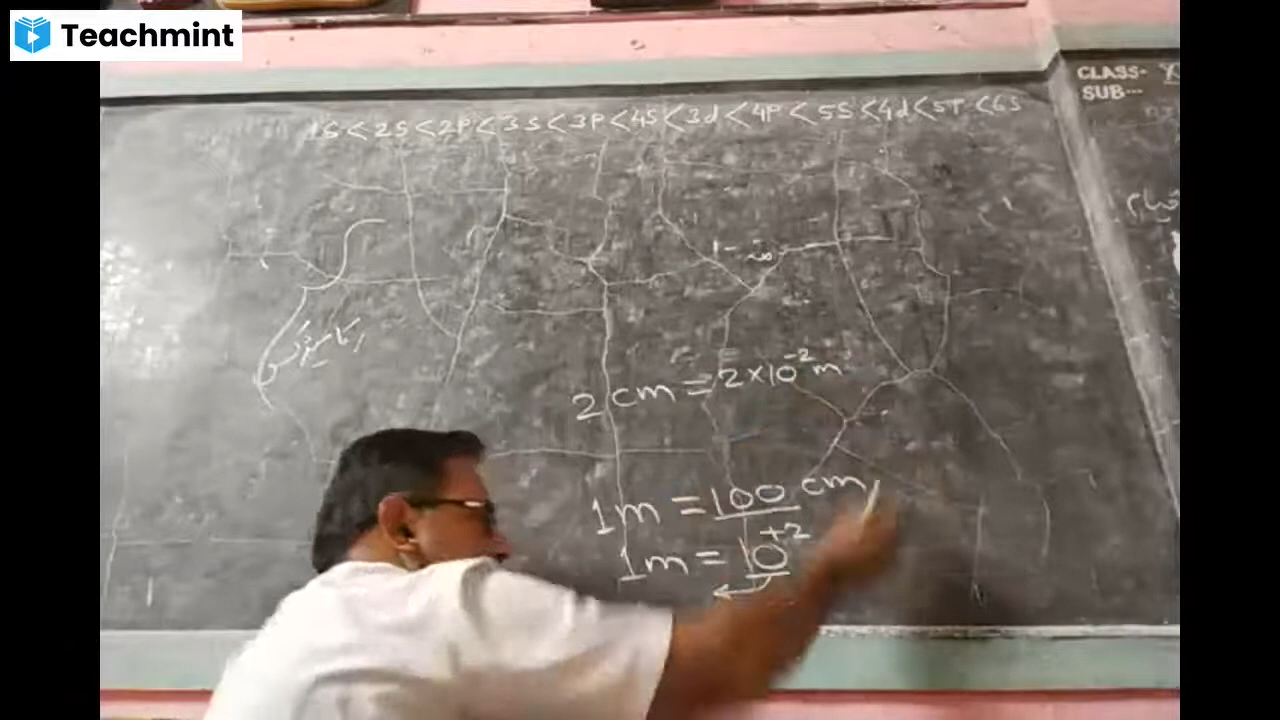 Teachmint
CLASS-
SUB---
1S<2S<2P<3S<3P<4S<3d<4P<5S<4d<5P<6S
2 cm = 2×10⁻² m
1m = 100 cm
1m = 10⁺²